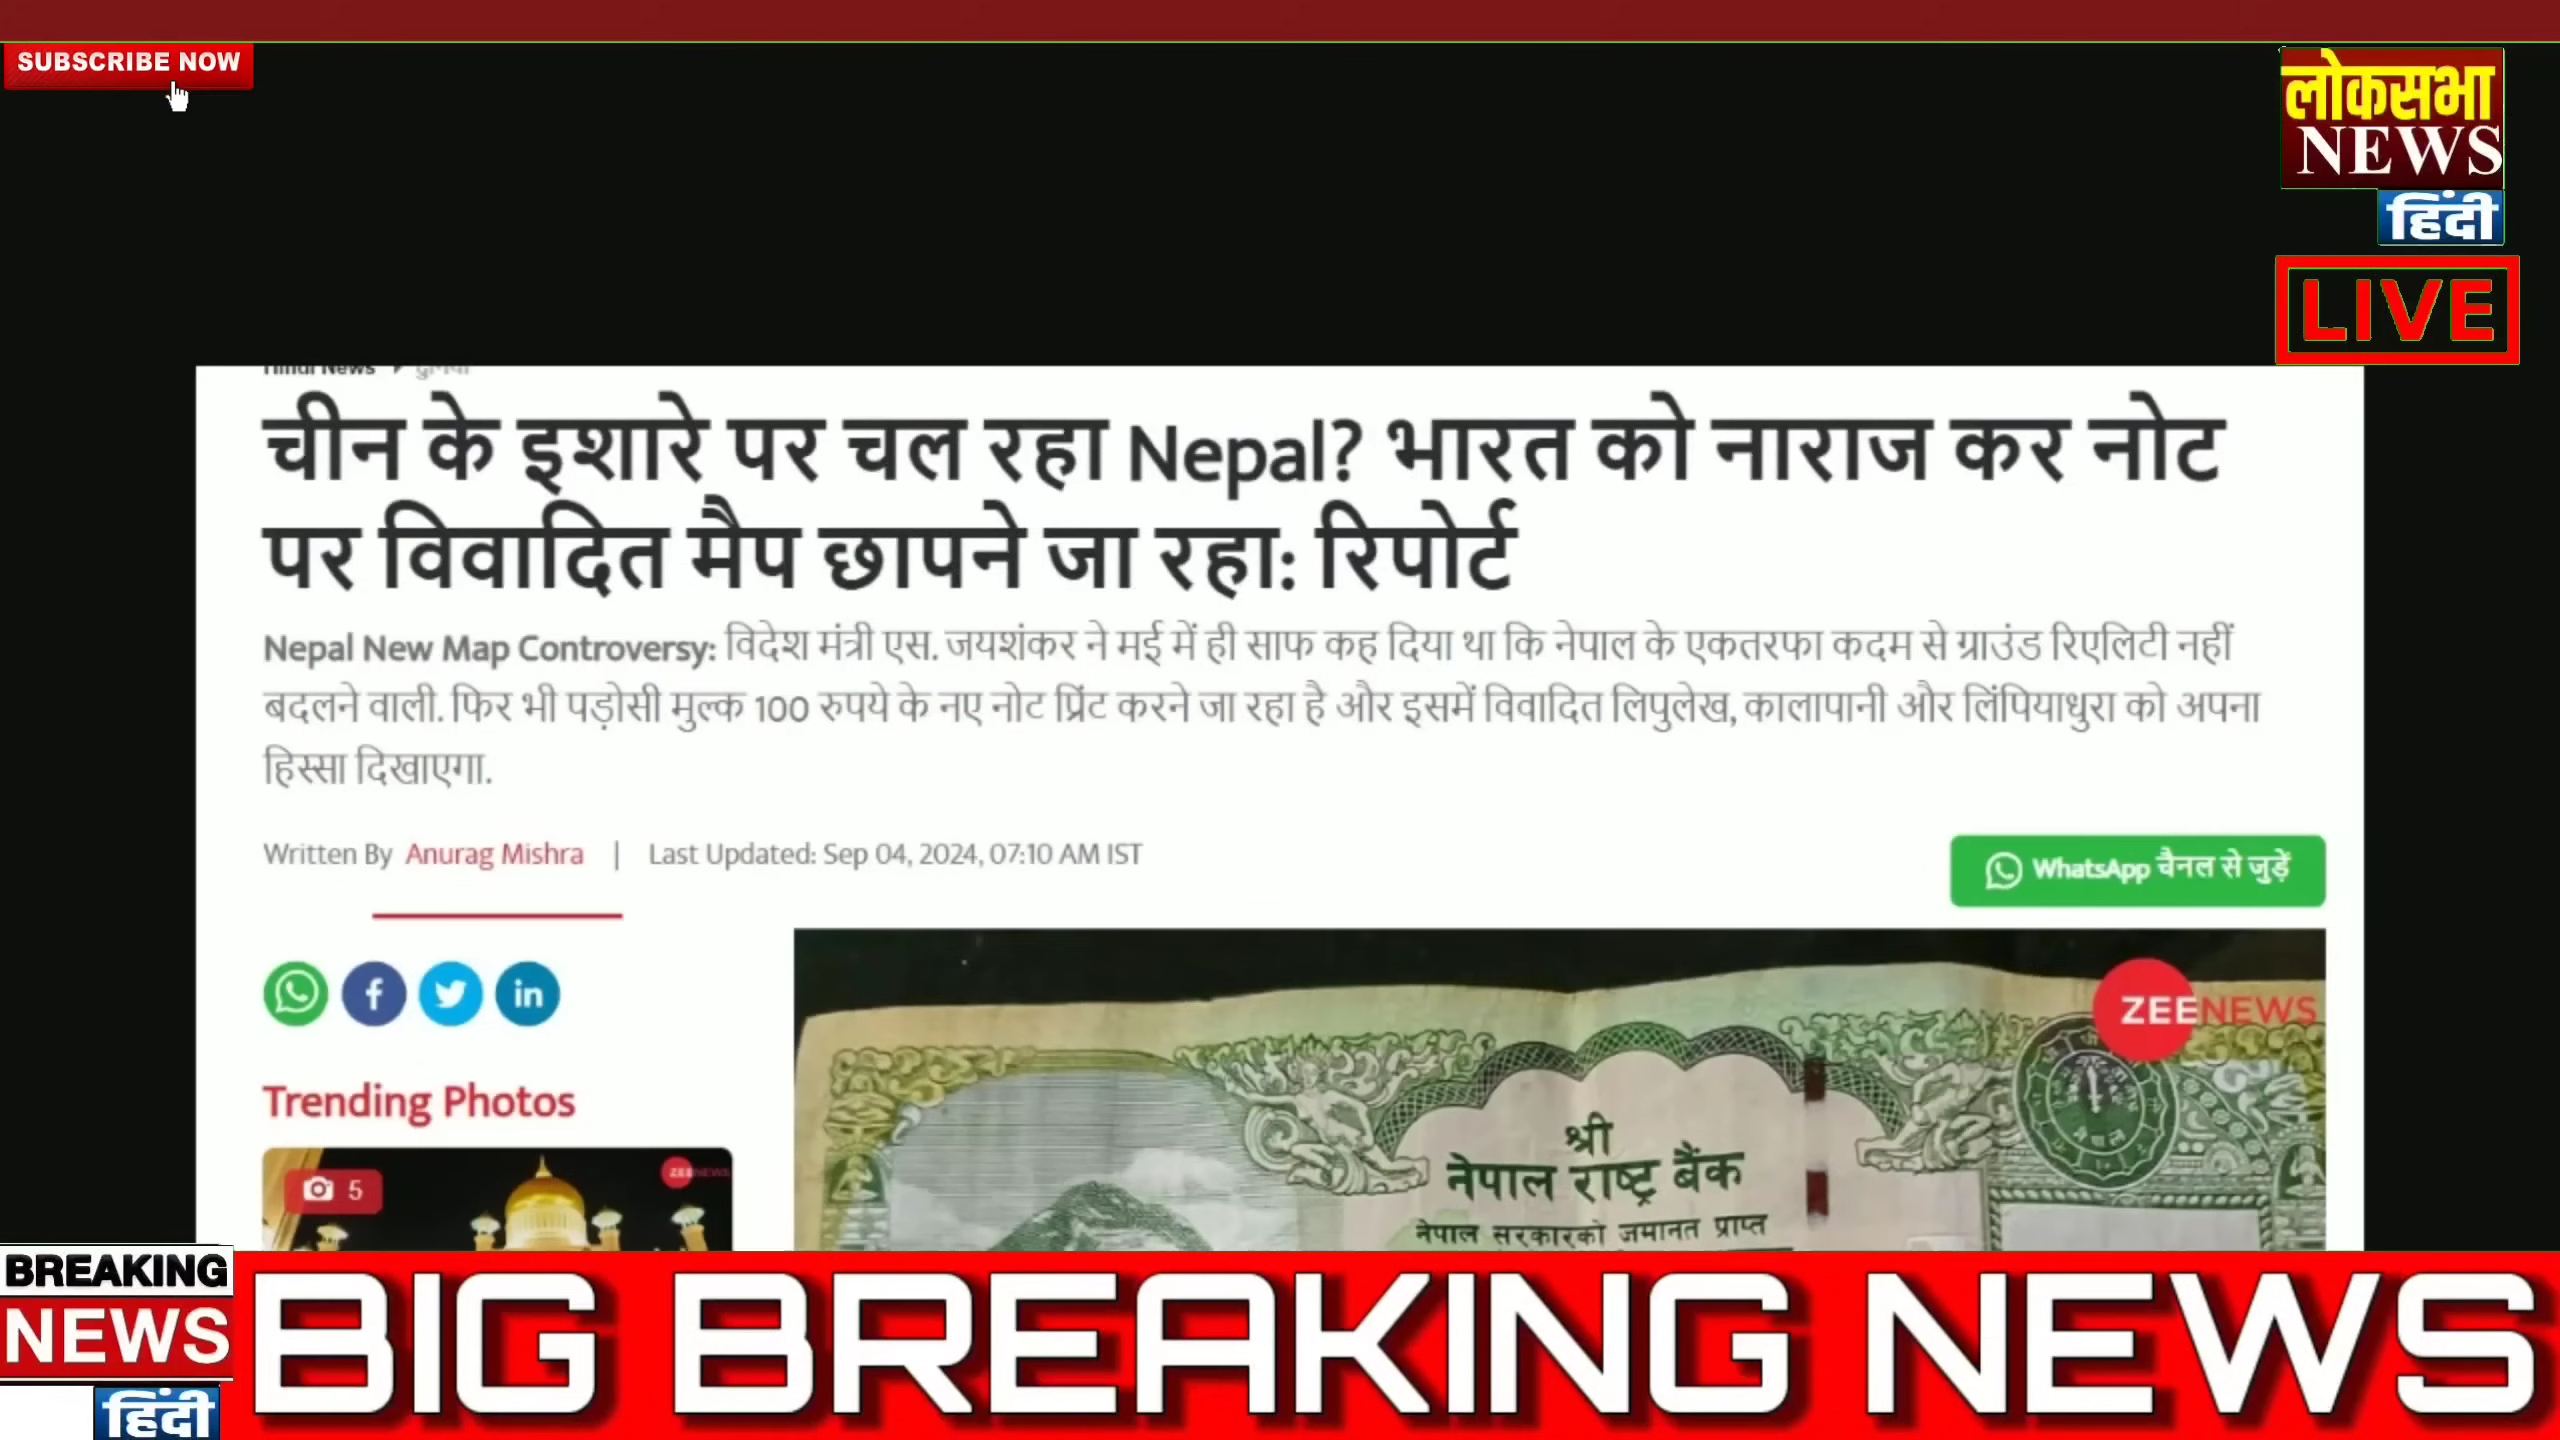 SUBSCRIBE NOW
लोकसभा
NEWS
हिंदी
LIVE
Hindi News दुनिया
चीन के इशारे पर चल रहा Nepal? भारत को नाराज कर नोट
पर विवादित मैप छापने जा रहा: रिपोर्ट
Nepal New Map Controversy: विदेश मंत्री एस. जयशंकर ने मई में ही साफ कह दिया था कि नेपाल के एकतरफा कदम से ग्राउंड रिएलिटी नहीं
बदलने वाली. फिर भी पड़ोसी मुल्क 100 रुपये के नए नोट प्रिंट करने जा रहा है और इसमें विवादित लिपुलेख, कालापानी और लिंपियाधुरा को अपना
हिस्सा दिखाएगा.
Written By Anurag Mishra | Last Updated: Sep 04, 2024, 07:10 AM IST
WhatsApp चैनल से जुड़ें
ZEENEWS
Trending Photos
5
ZEENEWS
श्री
नेपाल राष्ट्र बैंक
नेपाल सरकारको जमानत प्राप्त
BREAKING
NEWS
हिंदी
BIG BREAKING NEWS